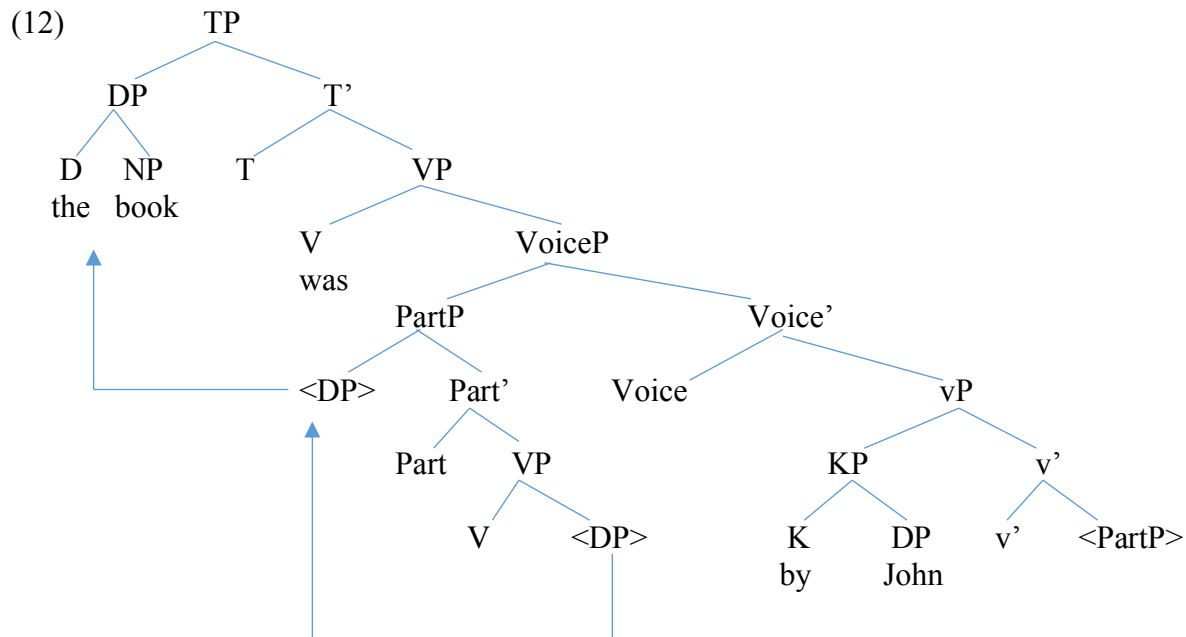 (12) TP
DP T’
D NP T VP
the book
V VoiceP
was
PartP Voice’
<DP> Part’ Voice vP
Part VP KP v’
V <DP> K DP v’ <PartP>
by John